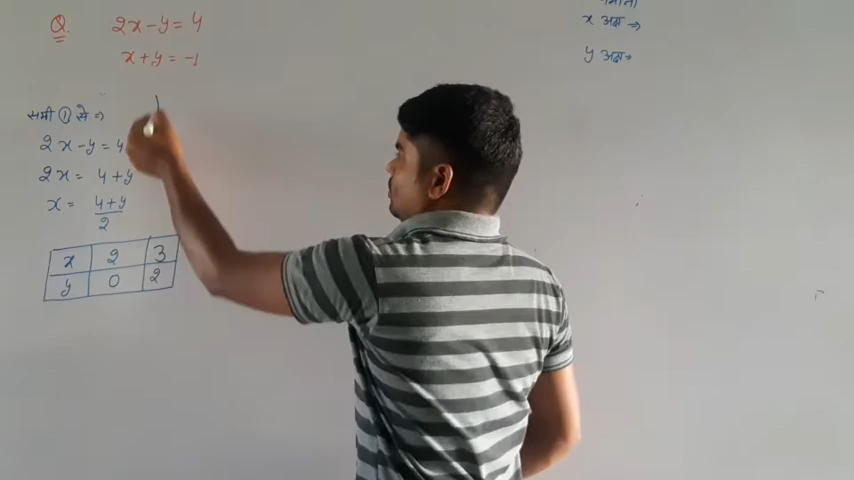 Q. 2x-y=4
x+y=-1
समी ① से ⇒
2x-y=4
2x= 4+y
x= 4+y
2
x 2 3
y 0 2
x अक्ष ⇒
y अक्ष ⇒